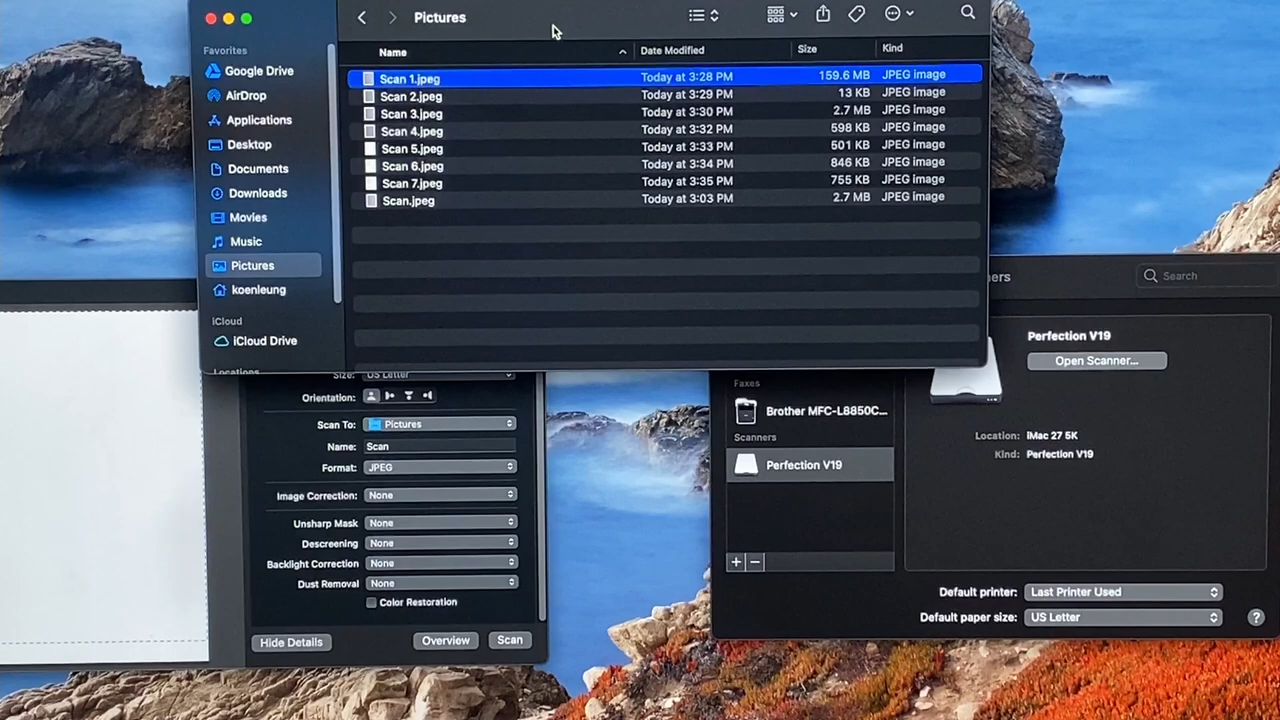 Pictures
Favorites
Google Drive
AirDrop
Applications
Desktop
Documents
Downloads
Movies
Music
Pictures
koenleung
iCloud
iCloud Drive
Locations
Name Date Modified Size Kind
Scan 1.jpeg Today at 3:28 PM 159.6 MB JPEG image
Scan 2.jpeg Today at 3:29 PM 13 KB JPEG image
Scan 3.jpeg Today at 3:30 PM 2.7 MB JPEG image
Scan 4.jpeg Today at 3:32 PM 598 KB JPEG image
Scan 5.jpeg Today at 3:33 PM 501 KB JPEG image
Scan 6.jpeg Today at 3:34 PM 846 KB JPEG image
Scan 7.jpeg Today at 3:35 PM 755 KB JPEG image
Scan.jpeg Today at 3:03 PM 2.7 MB JPEG image
Size: US Letter
Orientation:
Scan To: Pictures
Name: Scan
Format: JPEG
Image Correction: None
Unsharp Mask None
Descreening: None
Backlight Correction None
Dust Removal None
Color Restoration
Hide Details Overview Scan
ers Search
Faxes
Brother MFC-L8850C...
Scanners
Perfection V19
+ −
Perfection V19
Open Scanner...
Location: iMac 27 5K
Kind: Perfection V19
Default printer: Last Printer Used
Default paper size: US Letter ?